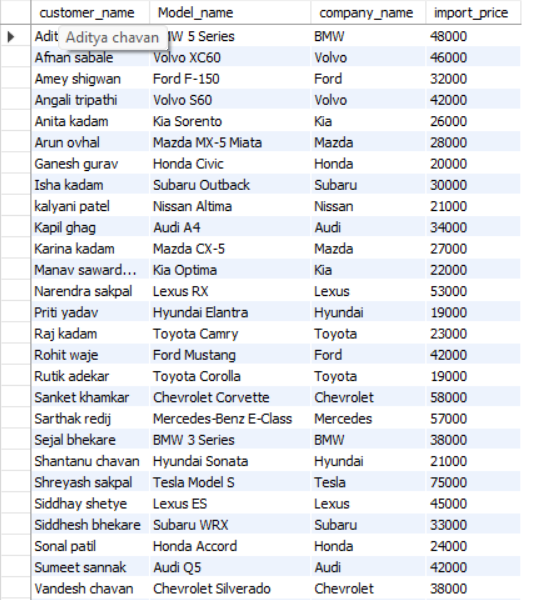 customer_name Model_name company_name import_price
Adit Aditya chavan W 5 Series BMW 48000
Afnan sabale Volvo XC60 Volvo 46000
Amey shigwan Ford F-150 Ford 32000
Angali tripathi Volvo S60 Volvo 42000
Anita kadam Kia Sorento Kia 26000
Arun ovhal Mazda MX-5 Miata Mazda 28000
Ganesh gurav Honda Civic Honda 20000
Isha kadam Subaru Outback Subaru 30000
kalyani patel Nissan Altima Nissan 21000
Kapil ghag Audi A4 Audi 34000
Karina kadam Mazda CX-5 Mazda 27000
Manav saward... Kia Optima Kia 22000
Narendra sakpal Lexus RX Lexus 53000
Priti yadav Hyundai Elantra Hyundai 19000
Raj kadam Toyota Camry Toyota 23000
Rohit waje Ford Mustang Ford 42000
Rutik adekar Toyota Corolla Toyota 19000
Sanket khamkar Chevrolet Corvette Chevrolet 58000
Sarthak redij Mercedes-Benz E-Class Mercedes 57000
Sejal bhekare BMW 3 Series BMW 38000
Shantanu chavan Hyundai Sonata Hyundai 21000
Shreyash sakpal Tesla Model S Tesla 75000
Siddhay shetye Lexus ES Lexus 45000
Siddhesh bhekare Subaru WRX Subaru 33000
Sonal patil Honda Accord Honda 24000
Sumeet sannak Audi Q5 Audi 42000
Vandesh chavan Chevrolet Silverado Chevrolet 38000